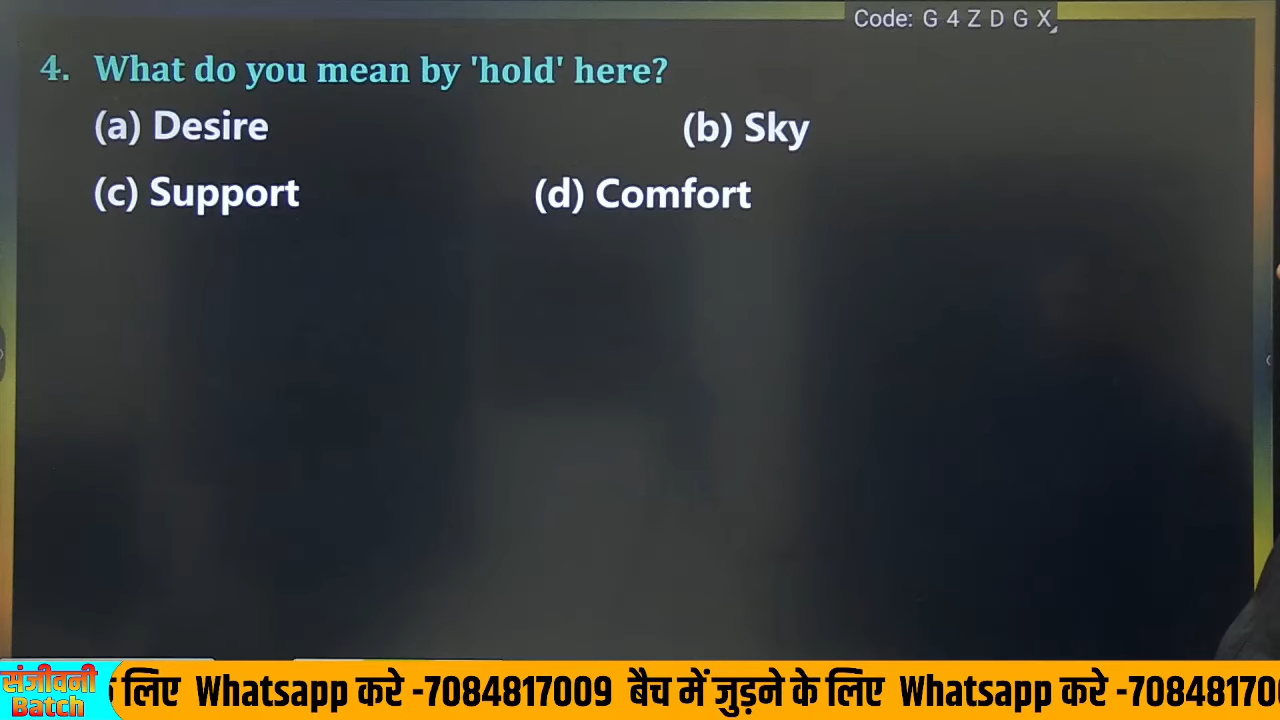 Code: G 4 Z D G X
4. What do you mean by 'hold' here?
(a) Desire (b) Sky
(c) Support (d) Comfort
संजीवनी
Batch
लिए Whatsapp करे -7084817009 बैच में जुड़ने के लिए Whatsapp करे -70848170